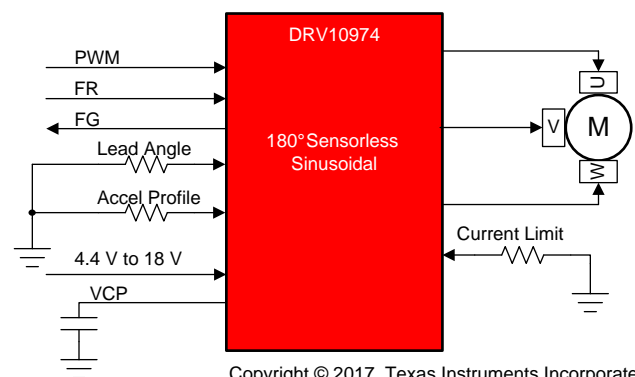 DRV10974
PWM
FR
FG
180° Sensorless
Sinusoidal
Lead Angle
Accel Profile
4.4 V to 18 V
VCP
U
V
M
W
Current Limit
Copyright © 2017, Texas Instruments Incorporate